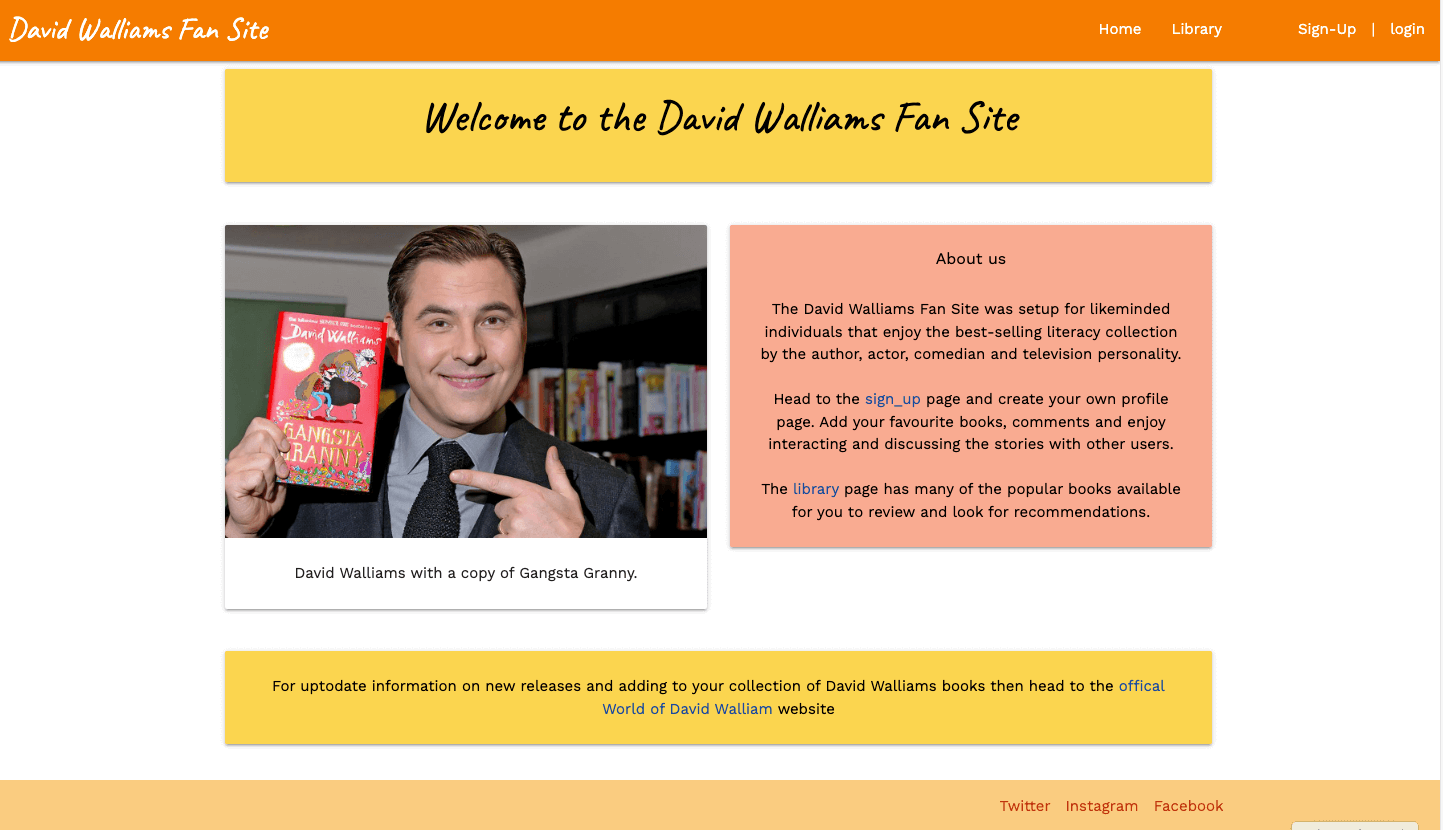 David Walliams Fan Site
Home Library Sign-Up | login
Welcome to the David Walliams Fan Site
David Walliams
GANGSTA
GRANNY
About us
The David Walliams Fan Site was setup for likeminded
individuals that enjoy the best-selling literacy collection
by the author, actor, comedian and television personality.
Head to the sign_up page and create your own profile
page. Add your favourite books, comments and enjoy
interacting and discussing the stories with other users.
The library page has many of the popular books available
for you to review and look for recommendations.
David Walliams with a copy of Gangsta Granny.
For uptodate information on new releases and adding to your collection of David Walliams books then head to the offical
World of David Walliam website
Twitter Instagram Facebook